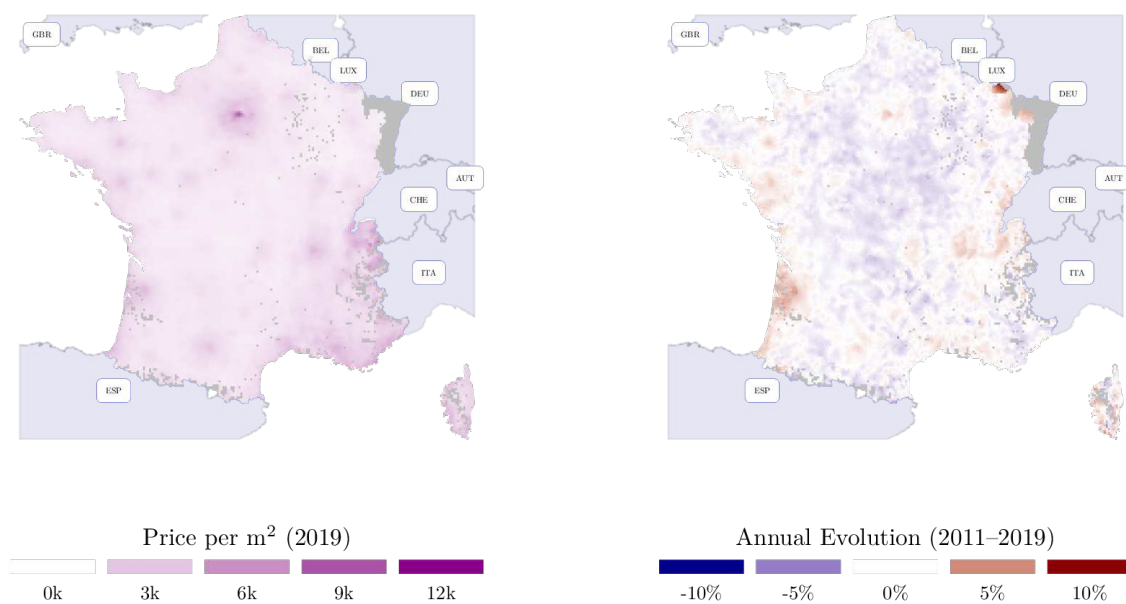 GBR
BEL
LUX
DEU
AUT
CHE
ITA
ESP
Price per m² (2019)
0k 3k 6k 9k 12k
GBR
BEL
LUX
DEU
AUT
CHE
ITA
ESP
Annual Evolution (2011–2019)
-10% -5% 0% 5% 10%